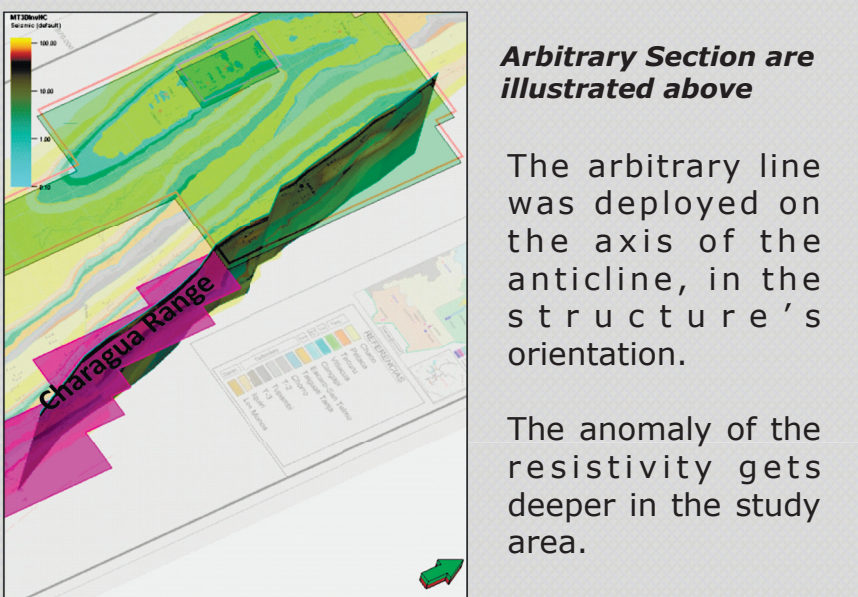 MT3DInvHC
Seismic (default)
100.00
10.00
1.00
0.10
Charagua Range
REFERENCIAS
Arbitrary Section are
illustrated above
The arbitrary line
was deployed on
the axis of the
anticline, in the
structure's
orientation.
The anomaly of the
resistivity gets
deeper in the study
area.